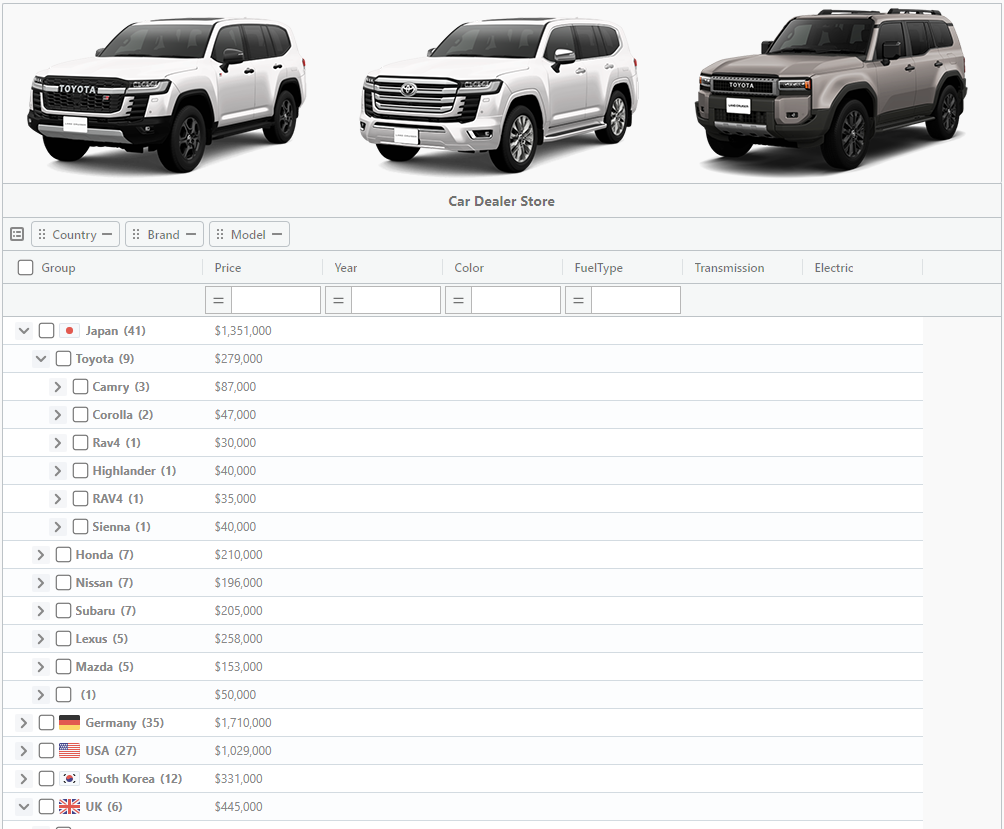 TOYOTA
TOYOTA
Car Dealer Store
Country Brand Model
Group Price Year Color FuelType Transmission Electric
= = = =
Japan (41) $1,351,000
Toyota (9) $279,000
Camry (3) $87,000
Corolla (2) $47,000
Rav4 (1) $30,000
Highlander (1) $40,000
RAV4 (1) $35,000
Sienna (1) $40,000
Honda (7) $210,000
Nissan (7) $196,000
Subaru (7) $205,000
Lexus (5) $258,000
Mazda (5) $153,000
(1) $50,000
Germany (35) $1,710,000
USA (27) $1,029,000
South Korea (12) $331,000
UK (6) $445,000